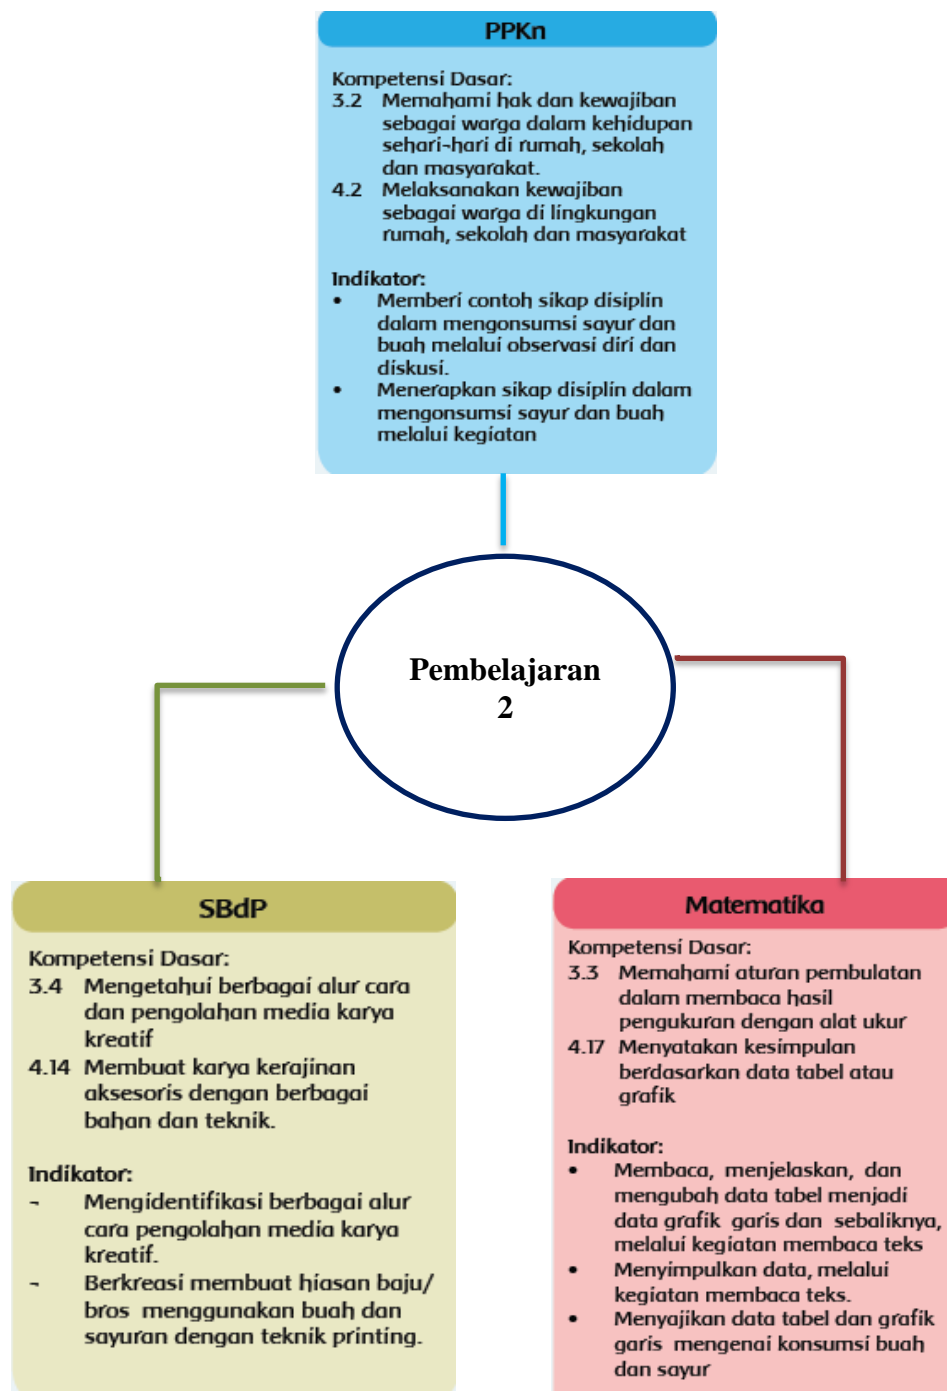 PPKn
Kompetensi Dasar:
3.2 Memahami hak dan kewajiban
sebagai warga dalam kehidupan
sehari-hari di rumah, sekolah
dan masyarakat.
4.2 Melaksanakan kewajiban
sebagai warga di lingkungan
rumah, sekolah dan masyarakat
Indikator:
• Memberi contoh sikap disiplin
dalam mengonsumsi sayur dan
buah melalui observasi diri dan
diskusi.
• Menerapkan sikap disiplin dalam
mengonsumsi sayur dan buah
melalui kegiatan
Pembelajaran
2
SBdP
Kompetensi Dasar:
3.4 Mengetahui berbagai alur cara
dan pengolahan media karya
kreatif
4.14 Membuat karya kerajinan
aksesoris dengan berbagai
bahan dan teknik.
Indikator:
¬ Mengidentifikasi berbagai alur
cara pengolahan media karya
kreatif.
¬ Berkreasi membuat hiasan baju/
bros menggunakan buah dan
sayuran dengan teknik printing.
Matematika
Kompetensi Dasar:
3.3 Memahami aturan pembulatan
dalam membaca hasil
pengukuran dengan alat ukur
4.17 Menyatakan kesimpulan
berdasarkan data tabel atau
grafik
Indikator:
• Membaca, menjelaskan, dan
mengubah data tabel menjadi
data grafik garis dan sebaliknya,
melalui kegiatan membaca teks
• Menyimpulkan data, melalui
kegiatan membaca teks.
• Menyajikan data tabel dan grafik
garis mengenai konsumsi buah
dan sayur